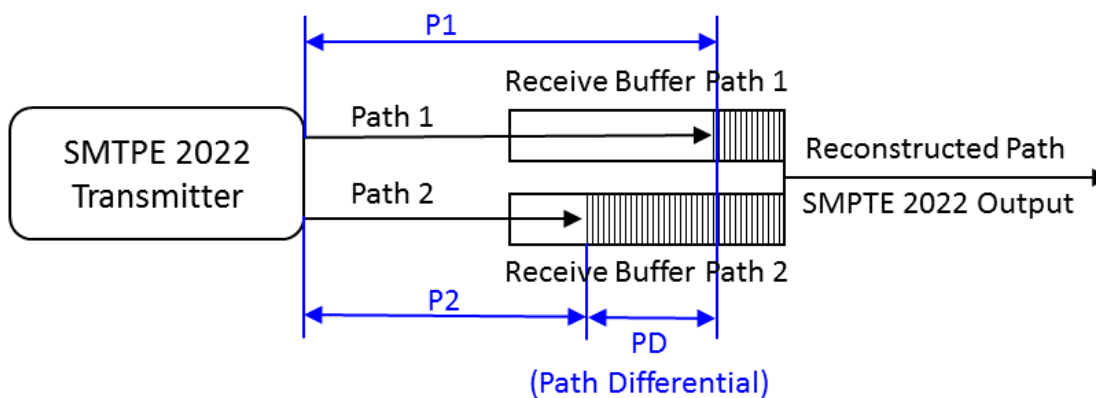 P1
Receive Buffer Path 1
Path 1
SMTPE 2022
Transmitter
Reconstructed Path
Path 2
SMPTE 2022 Output
Receive Buffer Path 2
P2
PD
(Path Differential)